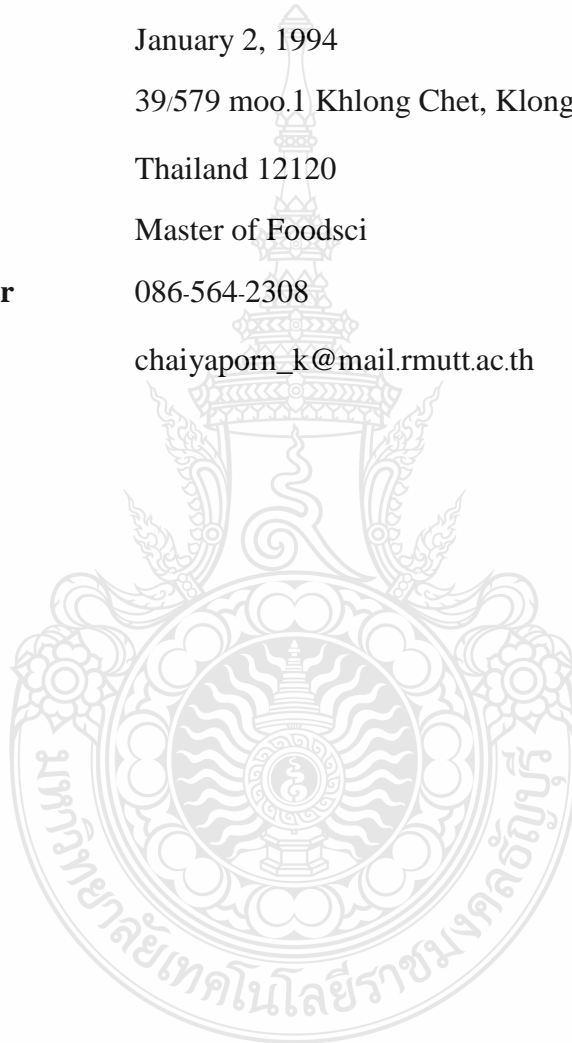 January 2, 1994
39/579 moo.1 Khlong Chet, Klong
Thailand 12120
Master of Foodsci
r 086-564-2308
chaiyaporn_k@mail.rmutt.ac.th
มหาวิทยาลัยเทคโนโลยีราชมงคลธัญบุรี